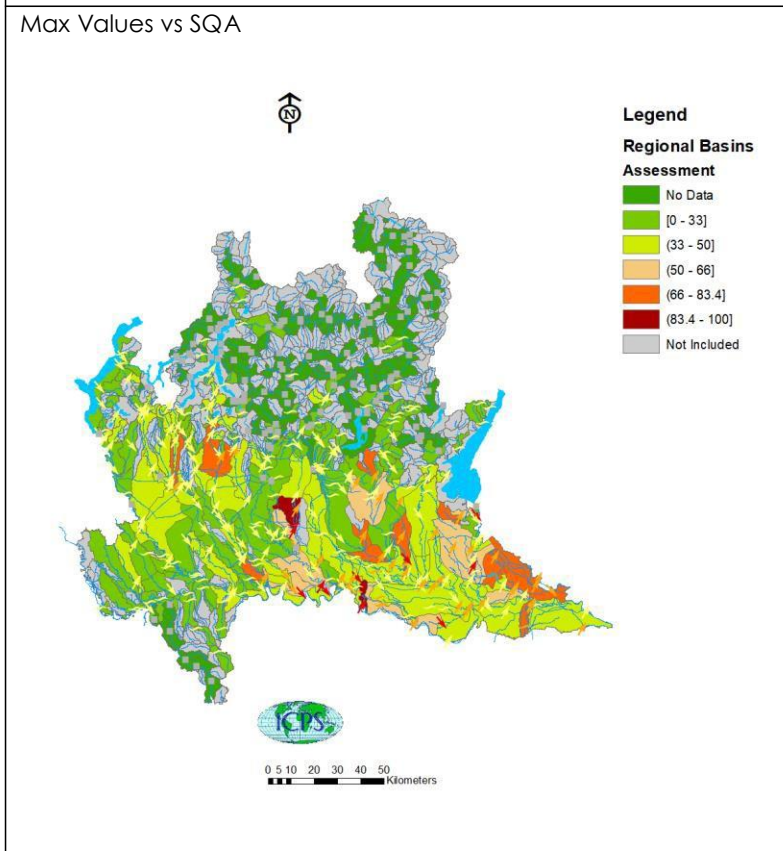 Max Values vs SQA
N
Legend
Regional Basins
Assessment
No Data
[0 - 33]
(33 - 50]
(50 - 66]
(66 - 83.4]
(83.4 - 100]
Not Included
ICPS
0 5 10 20 30 40 50
Kilometers